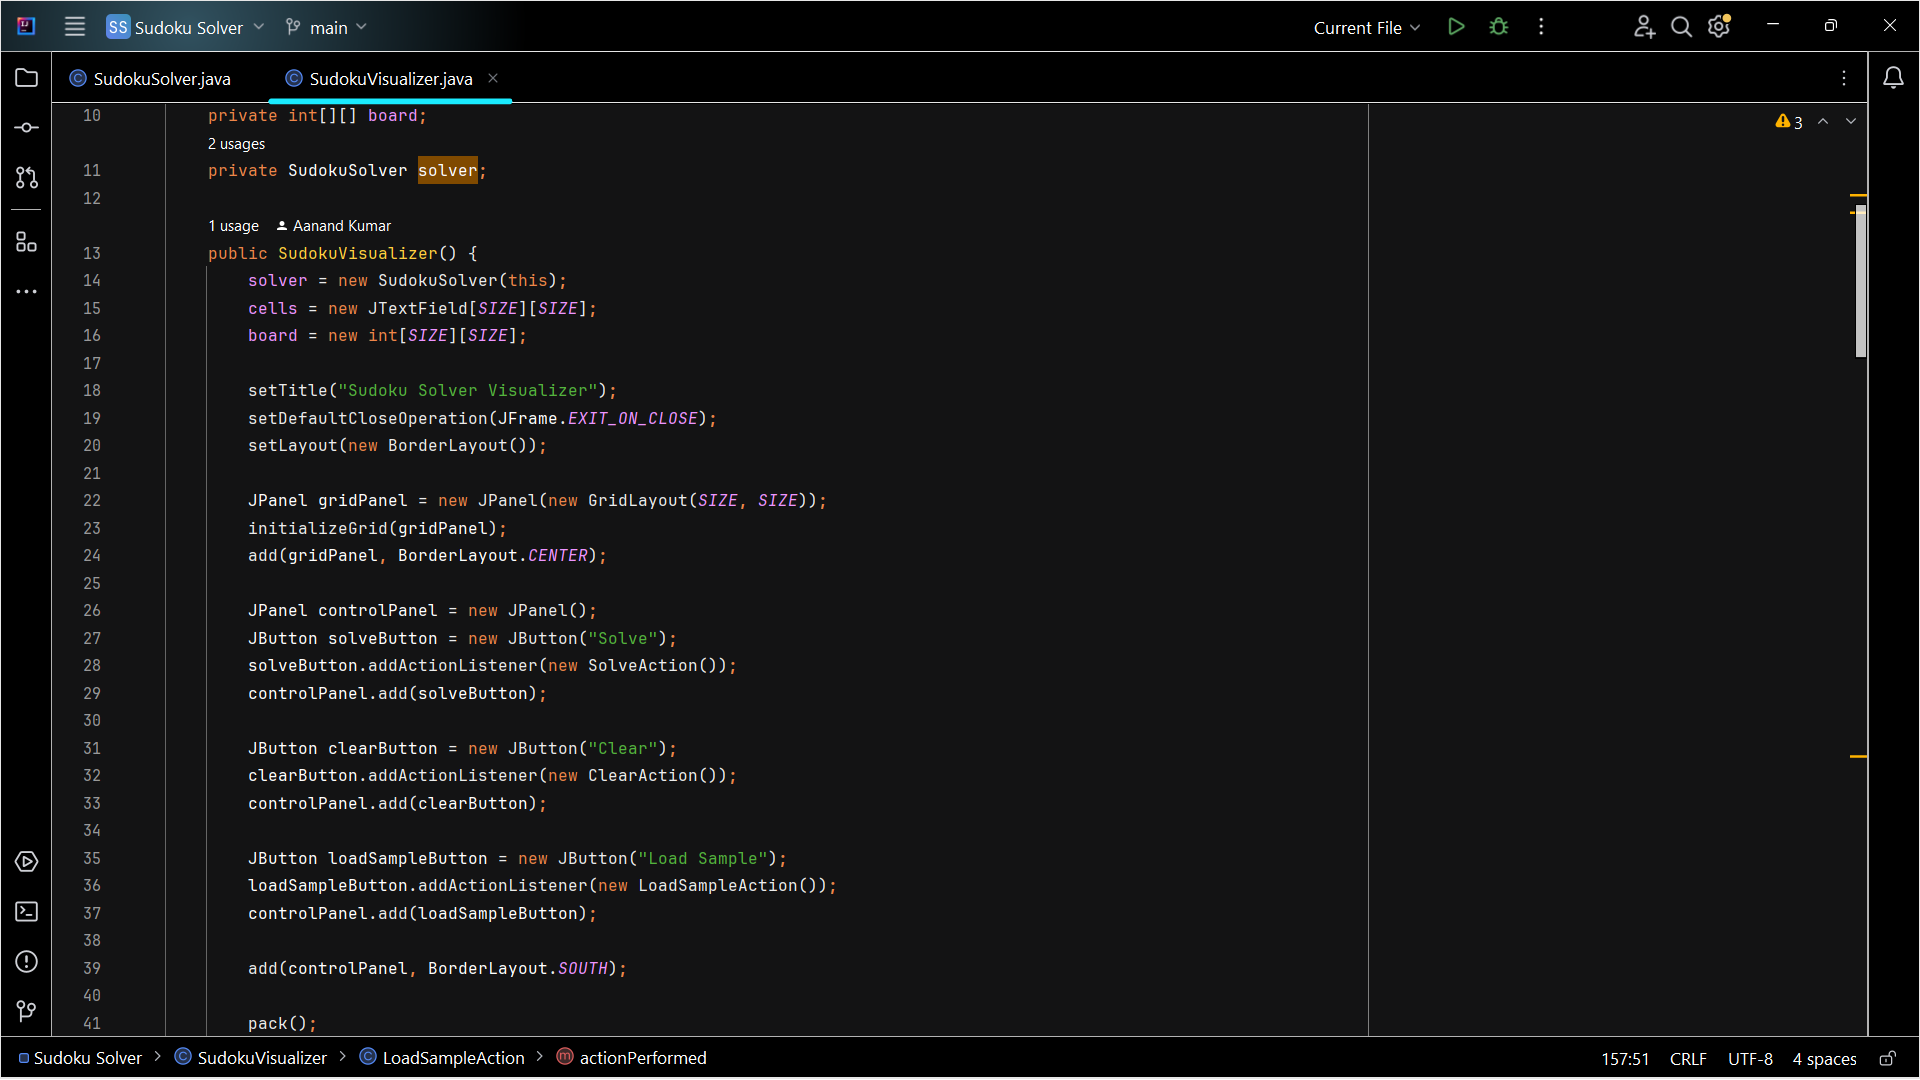 SS Sudoku Solver main Current File
SudokuSolver.java SudokuVisualizer.java
10 private int[][] board;
3
2 usages
11 private SudokuSolver solver;
12
1 usage Aanand Kumar
13 public SudokuVisualizer() {
14 solver = new SudokuSolver(this);
15 cells = new JTextField[SIZE][SIZE];
16 board = new int[SIZE][SIZE];
17
18 setTitle("Sudoku Solver Visualizer");
19 setDefaultCloseOperation(JFrame.EXIT_ON_CLOSE);
20 setLayout(new BorderLayout());
21
22 JPanel gridPanel = new JPanel(new GridLayout(SIZE, SIZE));
23 initializeGrid(gridPanel);
24 add(gridPanel, BorderLayout.CENTER);
25
26 JPanel controlPanel = new JPanel();
27 JButton solveButton = new JButton("Solve");
28 solveButton.addActionListener(new SolveAction());
29 controlPanel.add(solveButton);
30
31 JButton clearButton = new JButton("Clear");
32 clearButton.addActionListener(new ClearAction());
33 controlPanel.add(clearButton);
34
35 JButton loadSampleButton = new JButton("Load Sample");
36 loadSampleButton.addActionListener(new LoadSampleAction());
37 controlPanel.add(loadSampleButton);
38
39 add(controlPanel, BorderLayout.SOUTH);
40
41 pack();
Sudoku Solver > SudokuVisualizer > LoadSampleAction > actionPerformed 157:51 CRLF UTF-8 4 spaces